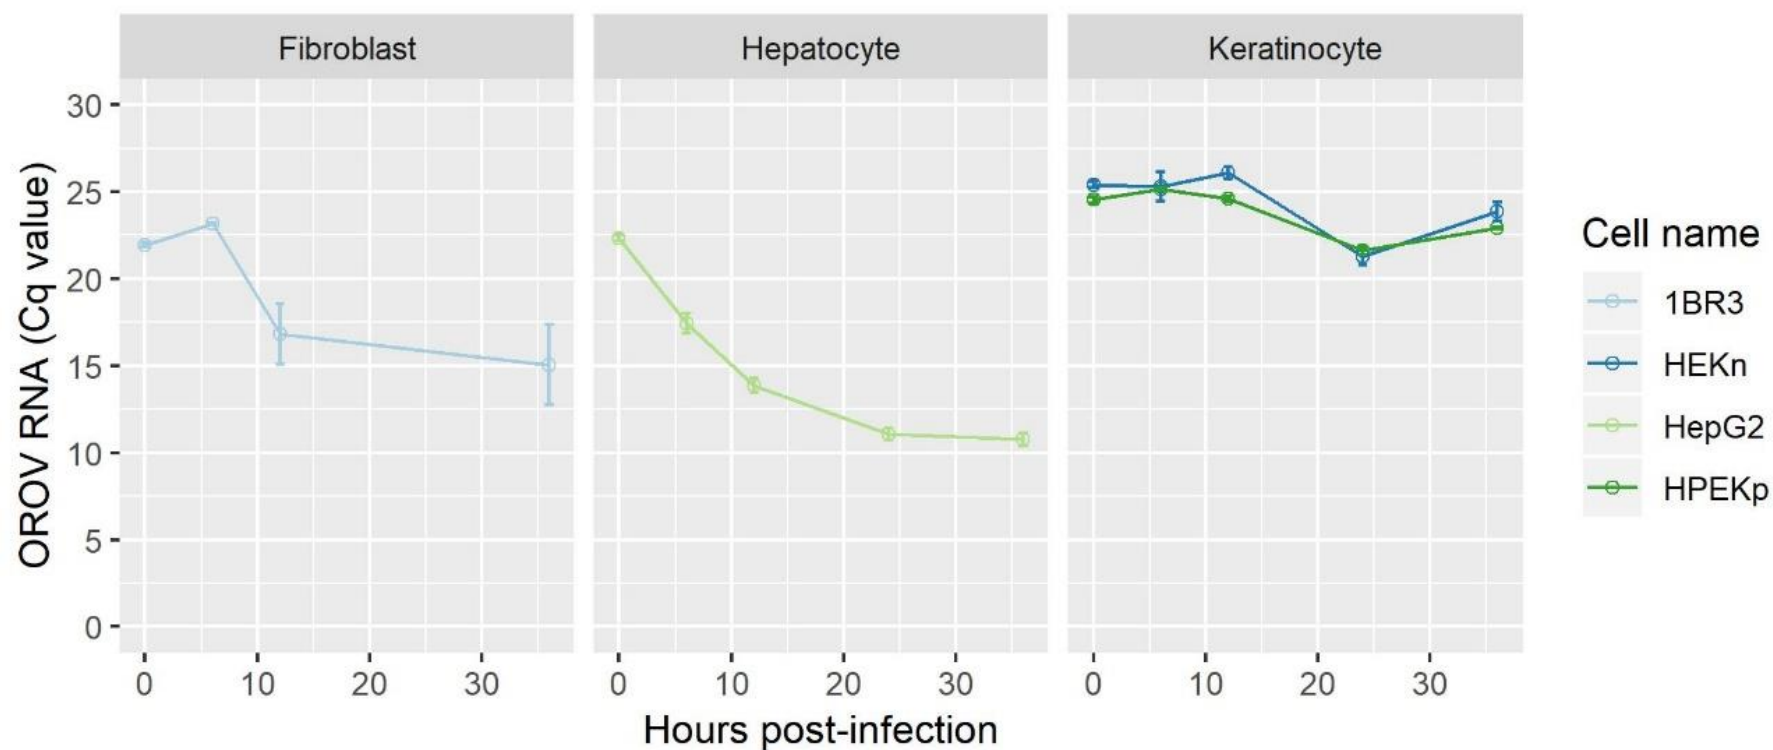 Fibroblast
Hepatocyte
Keratinocyte
OROV RNA (Cq value)
30
25
20
15
10
5
0
0 10 20 30
0 10 20 30
0 10 20 30
Hours post-infection
Cell name
1BR3
HEKn
HepG2
HPEKp